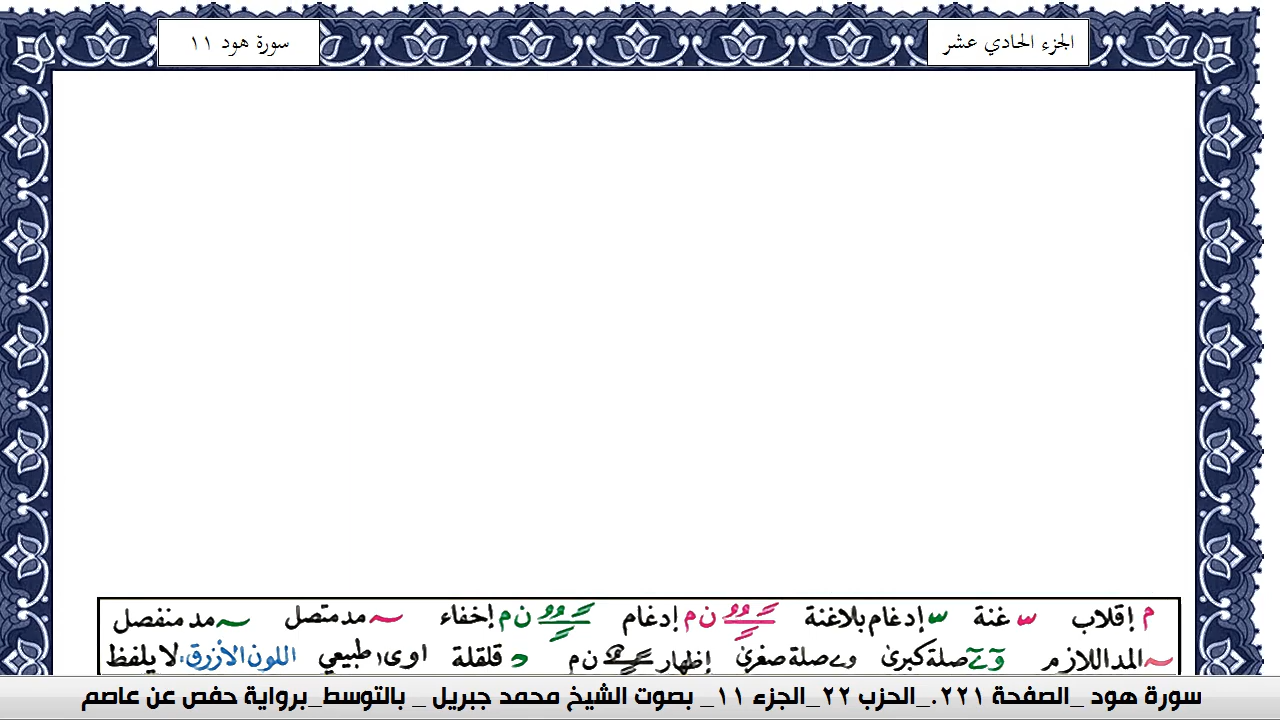 الجزء الحادي عشر
سورة هود ١١
م إقلاب س غنة س إدغام بلاغنة ن م إدغام ن م إخفاء ~ مد متصل ~ مد منفصل
~ المد اللازم و ے صلة كبرى و ے صلة صغرى إظهار ن م د قلقلة اوى طبيعي اللون الأزرق: لا يلفظ
سورة هود _الصفحة ٢٢١._الحزب ٢٢_الجزء ١١_ بصوت الشيخ محمد جبريل _ بالتوسط_برواية حفص عن عاصم